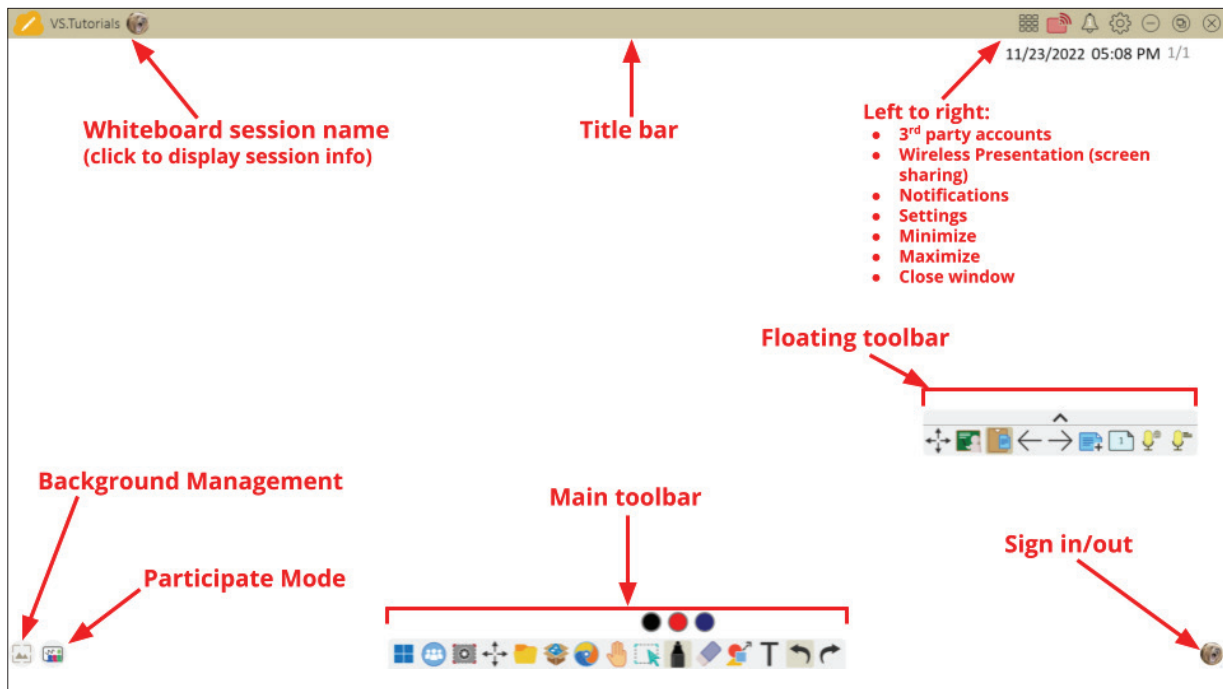 VS.Tutorials
11/23/2022 05:08 PM 1/1
Whiteboard session name
(click to display session info)
Title bar
Left to right:
● 3rd party accounts
● Wireless Presentation (screen
sharing)
● Notifications
● Settings
● Minimize
● Maximize
● Close window
Floating toolbar
1
Background Management
Main toolbar
Sign in/out
Participate Mode
T